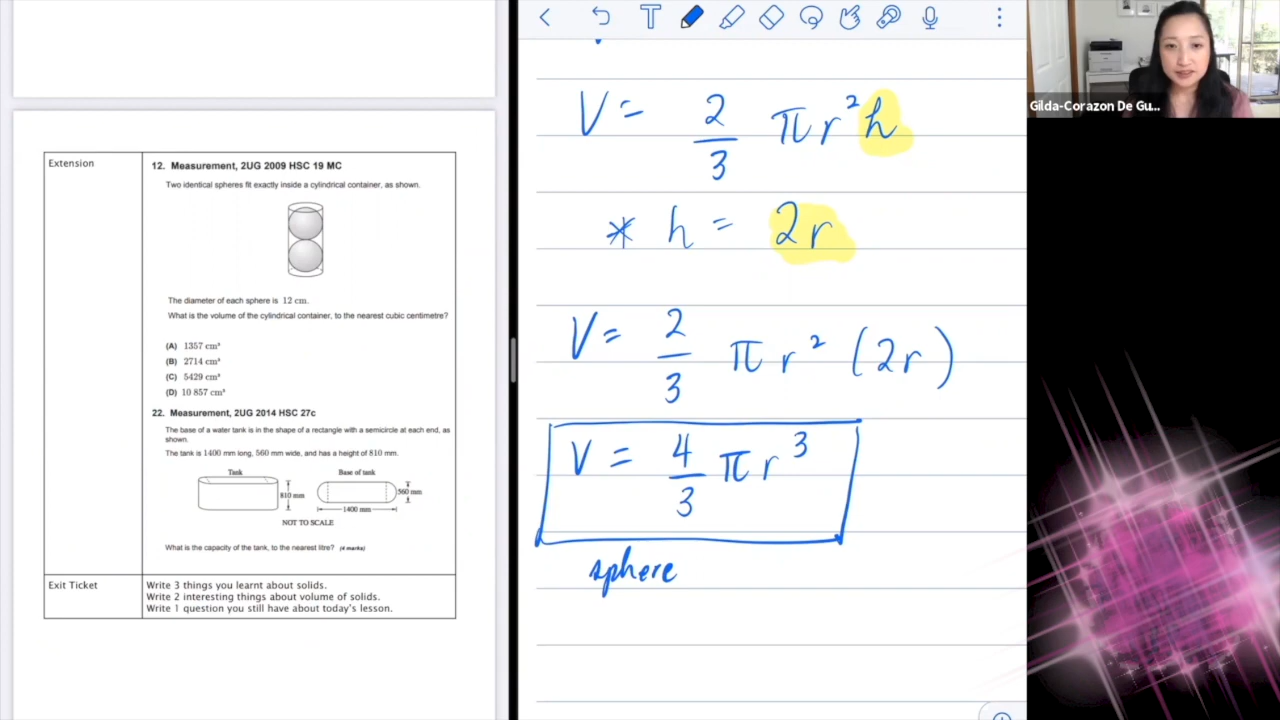 Extension
12. Measurement, 2UG 2009 HSC 19 MC
Two identical spheres fit exactly inside a cylindrical container, as shown.
The diameter of each sphere is 12 cm.
What is the volume of the cylindrical container, to the nearest cubic centimetre?
(A) 1357 cm³
(B) 2714 cm³
(C) 5429 cm³
(D) 10 857 cm³
22. Measurement, 2UG 2014 HSC 27c
The base of a water tank is in the shape of a rectangle with a semicircle at each end, as
shown.
The tank is 1400 mm long, 560 mm wide, and has a height of 810 mm.
Tank
Base of tank
810 mm
560 mm
1400 mm
NOT TO SCALE
What is the capacity of the tank, to the nearest litre? (4 marks)
Exit Ticket
Write 3 things you learnt about solids.
Write 2 interesting things about volume of solids.
Write 1 question you still have about today's lesson.
T
V = 2/3 πr²h
* h = 2r
V = 2/3 πr² (2r)
V = 4/3 πr³
sphere
Gilda-Corazon De Gu...